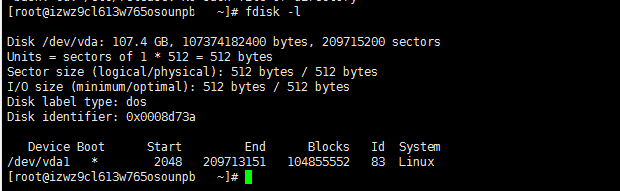 [root@izwz9cl613w765osounpb ~]# fdisk -l
Disk /dev/vda: 107.4 GB, 107374182400 bytes, 209715200 sectors
Units = sectors of 1 * 512 = 512 bytes
Sector size (logical/physical): 512 bytes / 512 bytes
I/O size (minimum/optimal): 512 bytes / 512 bytes
Disk label type: dos
Disk identifier: 0x0008d73a
Device Boot Start End Blocks Id System
/dev/vda1 * 2048 209713151 104855552 83 Linux
[root@izwz9cl613w765osounpb ~]#